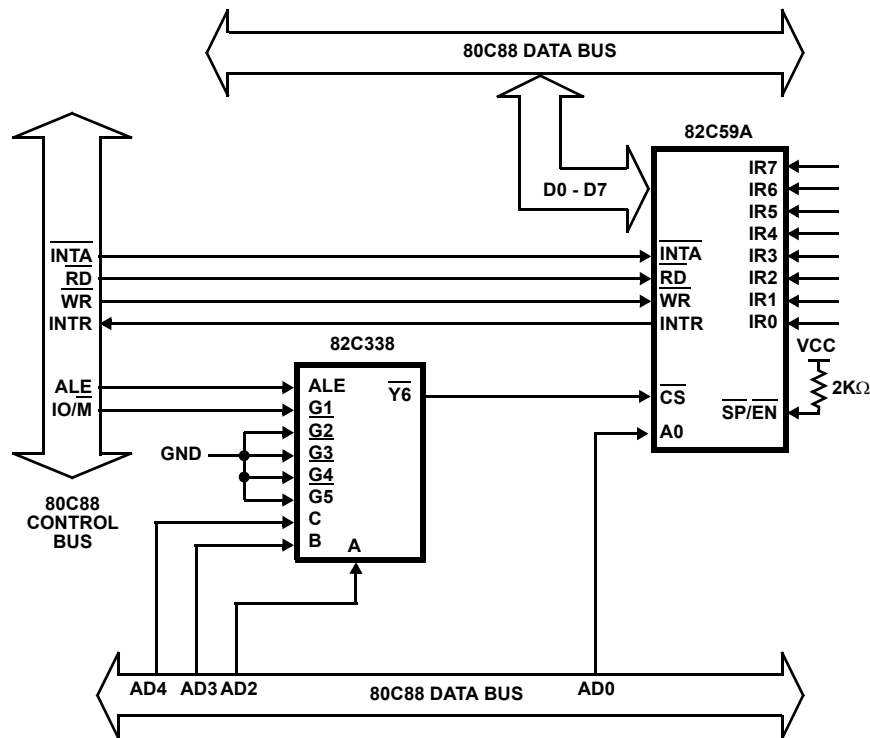 80C88 DATA BUS
82C59A
D0 - D7
IR7
IR6
IR5
IR4
IR3
IR2
IR1
IR0
INTA
RD
WR
INTR
INTA
RD
WR
INTR
82C338
VCC
2KΩ
ALE
IO/M
ALE
G1
G2
G3
G4
G5
C
B
A
Y6
CS
A0
SP/EN
GND
80C88
CONTROL
BUS
AD4 AD3 AD2
80C88 DATA BUS
AD0